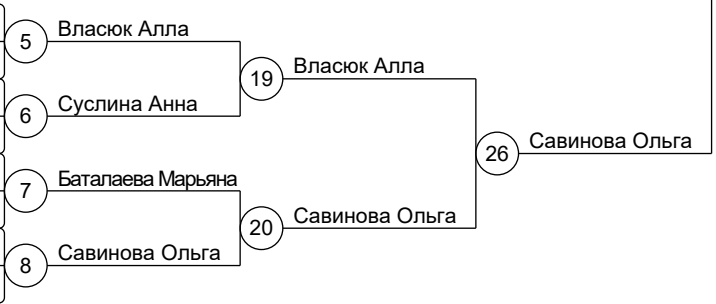 5 Власюк Алла
19 Власюк Алла
6 Суслина Анна
26 Савинова Ольга
7 Баталаева Марьяна
20 Савинова Ольга
8 Савинова Ольга